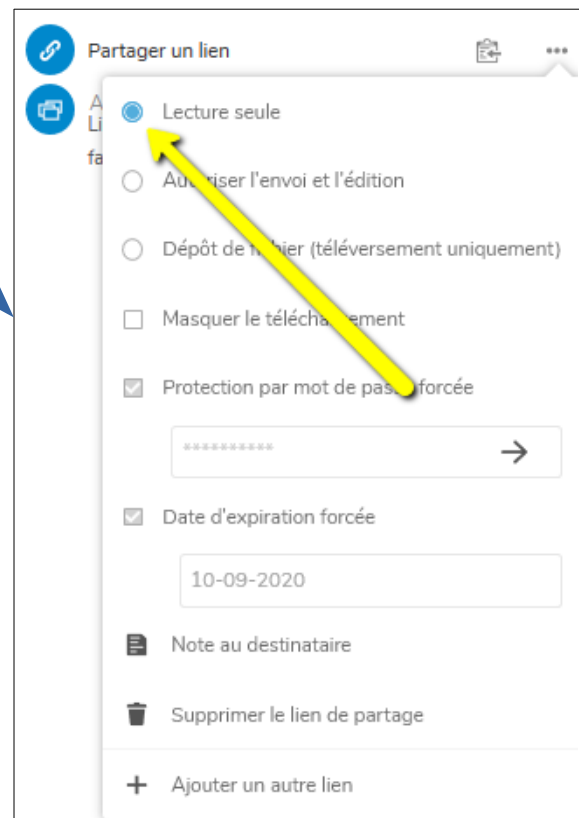 Partager un lien
A
Li
fa
Lecture seule
Autoriser l'envoi et l'édition
Dépôt de fichier (téléversement uniquement)
Masquer le téléchargement
Protection par mot de passe forcée
**********
Date d'expiration forcée
10-09-2020
Note au destinataire
Supprimer le lien de partage
Ajouter un autre lien